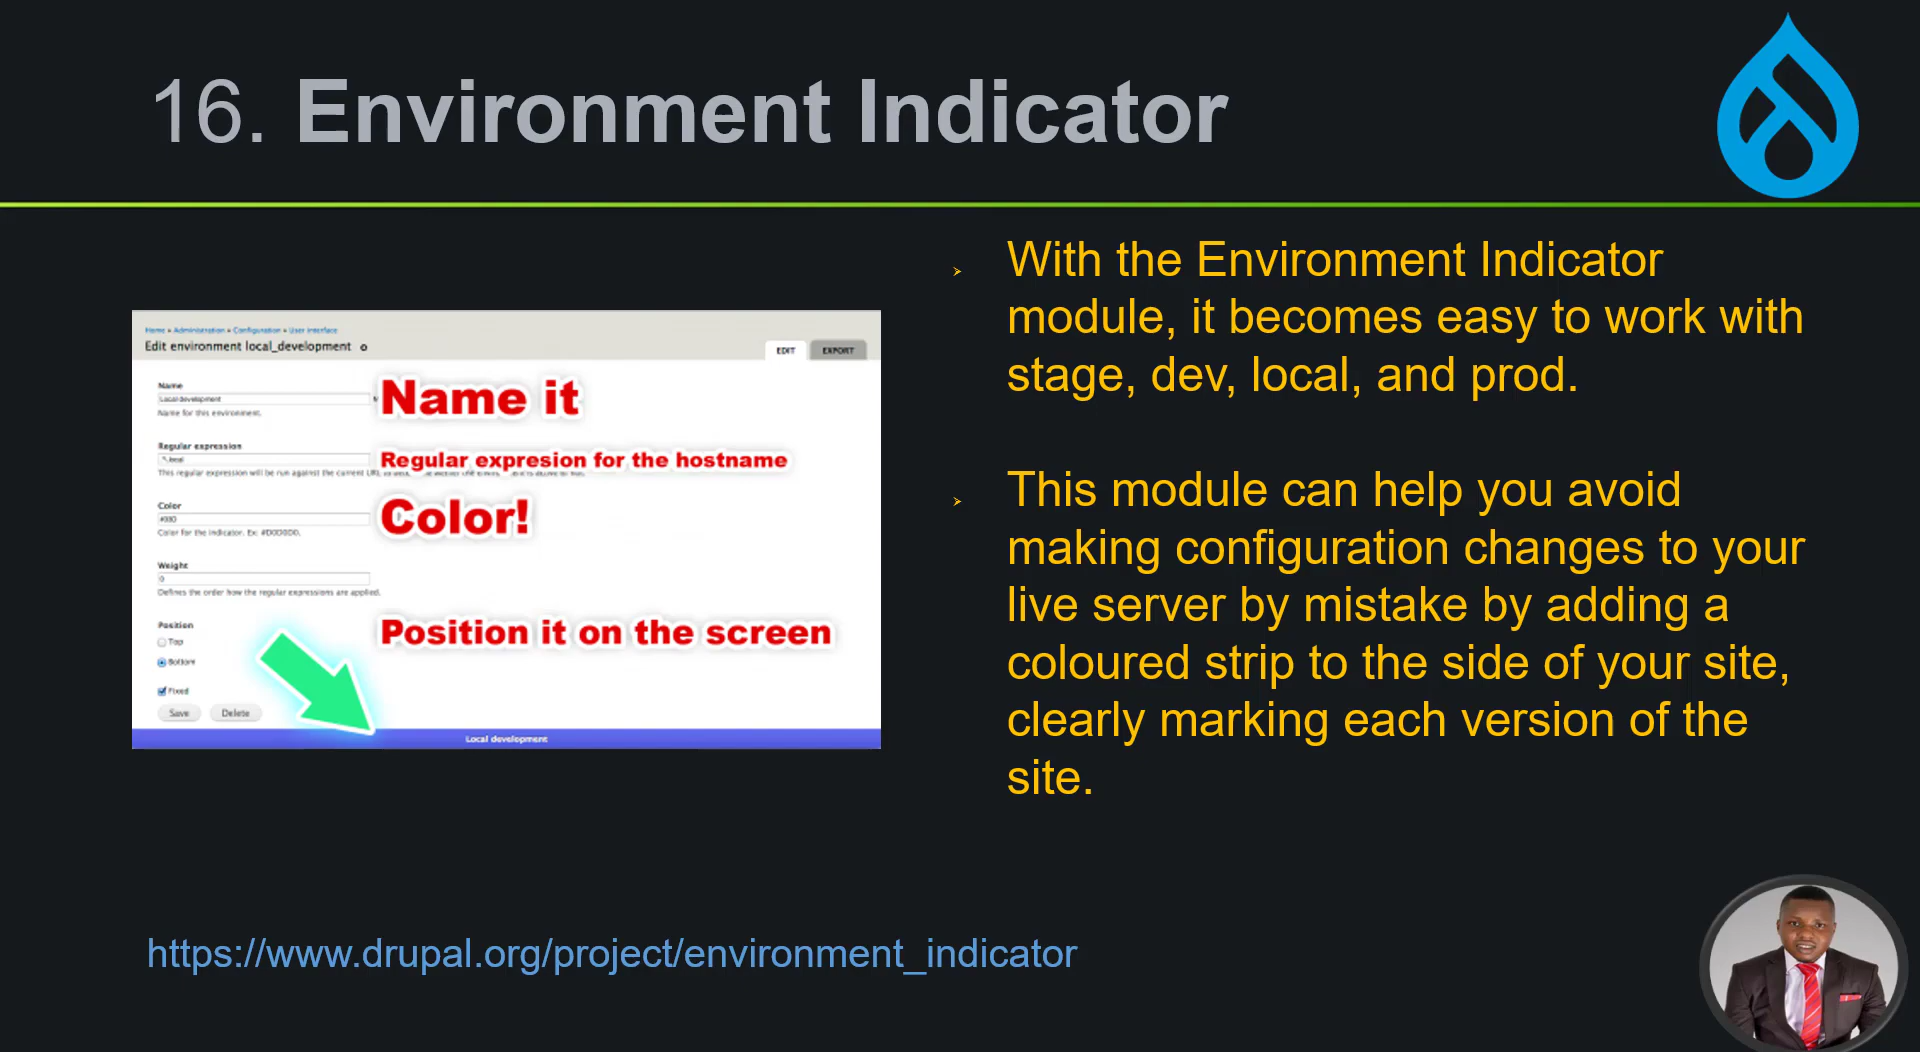 16. Environment Indicator
Home » Administration » Configuration » User interface
Edit environment local_development
EDIT
EXPORT
Name
Local development
Name it
Name for this environment.
Regular expression
Regular expresion for the hostname
This regular expression will be run against the current URL
Color
Color!
Color for the indicator. Ex: #D0D0D0.
Weight
0
Defines the order how the regular expressions are applied.
Position
Position it on the screen
Top
Bottom
Fixed
Save
Delete
Local development
With the Environment Indicator
module, it becomes easy to work with
stage, dev, local, and prod.
This module can help you avoid
making configuration changes to your
live server by mistake by adding a
coloured strip to the side of your site,
clearly marking each version of the
site.
https://www.drupal.org/project/environment_indicator